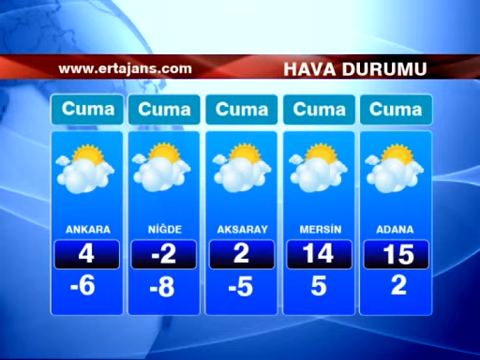 www.ertajans.com
HAVA DURUMU
Cuma Cuma Cuma Cuma Cuma
ANKARA NİĞDE AKSARAY MERSİN ADANA
4 -2 2 14 15
-6 -8 -5 5 2